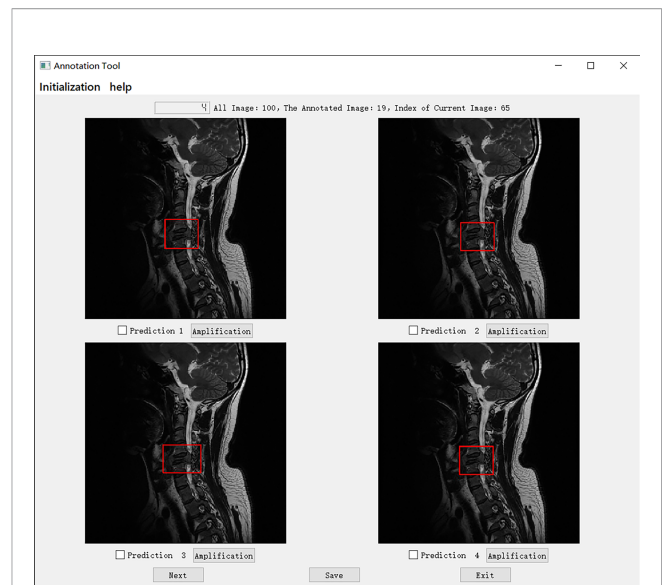 Annotation Tool
Initialization help
4 All Image: 100, The Annotated Image: 19, Index of Current Image: 65
Prediction 1 Amplification
Prediction 2 Amplification
Prediction 3 Amplification
Prediction 4 Amplification
Next Save Exit